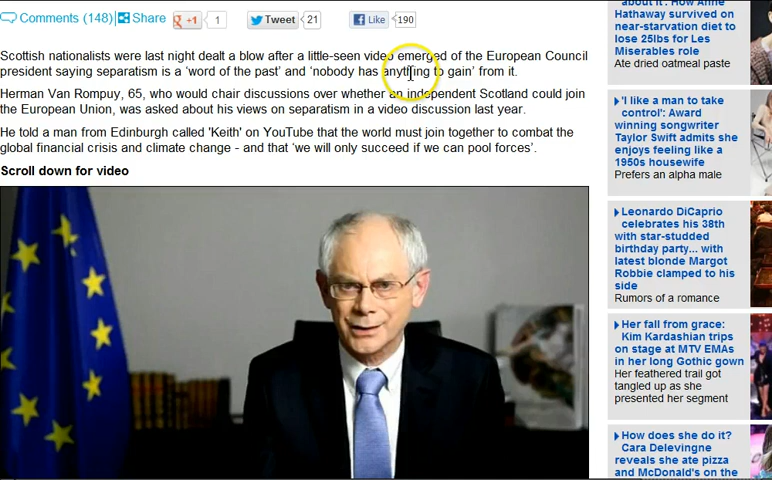 Comments (148)
Share
+1
1
Tweet
21
Like
190
Scottish nationalists were last night dealt a blow after a little-seen video emerged of the European Council
president saying separatism is a ‘word of the past’ and ‘nobody has anything to gain’ from it.
Herman Van Rompuy, 65, who would chair discussions over whether an independent Scotland could join
the European Union, was asked about his views on separatism in a video discussion last year.
He told a man from Edinburgh called 'Keith' on YouTube that the world must join together to combat the
global financial crisis and climate change - and that ‘we will only succeed if we can pool forces’.
Scroll down for video
about it'. How Anne
Hathaway survived on
near-starvation diet to
lose 25lbs for Les
Miserables role
Ate dried oatmeal paste
'I like a man to take
control': Award
winning songwriter
Taylor Swift admits she
enjoys feeling like a
1950s housewife
Prefers an alpha male
Leonardo DiCaprio
celebrates his 38th
with star-studded
birthday party... with
latest blonde Margot
Robbie clamped to his
side
Rumors of a romance
Her fall from grace:
Kim Kardashian trips
on stage at MTV EMAs
in her long Gothic gown
Her feathered trail got
tangled up as she
presented her segment
How does she do it?
Cara Delevingne
reveals she ate pizza
and McDonald's on the